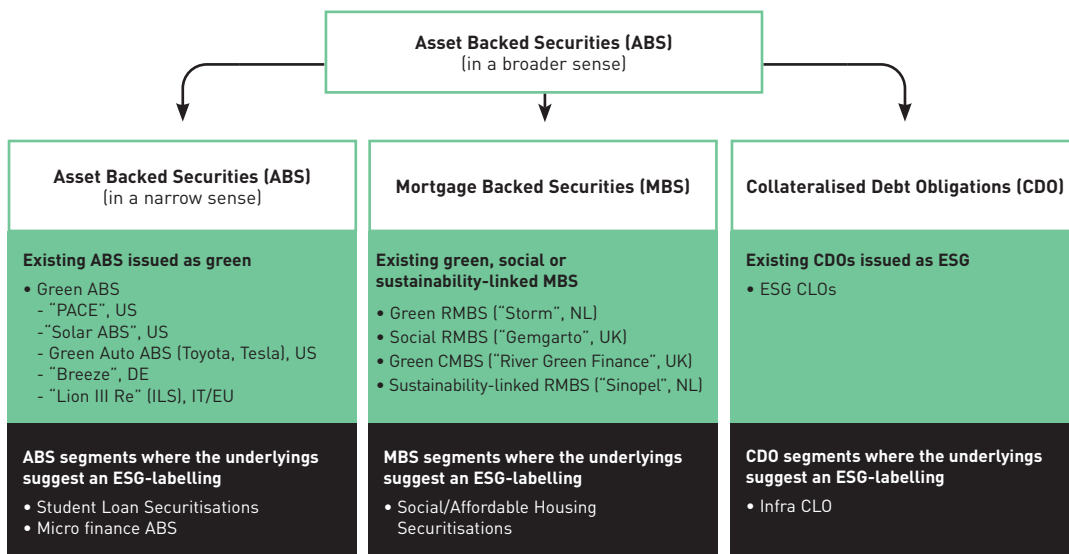 Asset Backed Securities (ABS)
(in a broader sense)
Asset Backed Securities (ABS)
(in a narrow sense)
Existing ABS issued as green
• Green ABS
- “PACE”, US
-“Solar ABS”, US
- Green Auto ABS (Toyota, Tesla), US
- “Breeze”, DE
- “Lion III Re” (ILS), IT/EU
ABS segments where the underlyings
suggest an ESG-labelling
• Student Loan Securitisations
• Micro finance ABS
Mortgage Backed Securities (MBS)
Existing green, social or
sustainability-linked MBS
• Green RMBS (“Storm”, NL)
• Social RMBS (“Gemgarto”, UK)
• Green CMBS (“River Green Finance”, UK)
• Sustainability-linked RMBS (“Sinopel”, NL)
MBS segments where the underlyings
suggest an ESG-labelling
• Social/Affordable Housing
Securitisations
Collateralised Debt Obligations (CDO)
Existing CDOs issued as ESG
• ESG CLOs
CDO segments where the underlyings
suggest an ESG-labelling
• Infra CLO